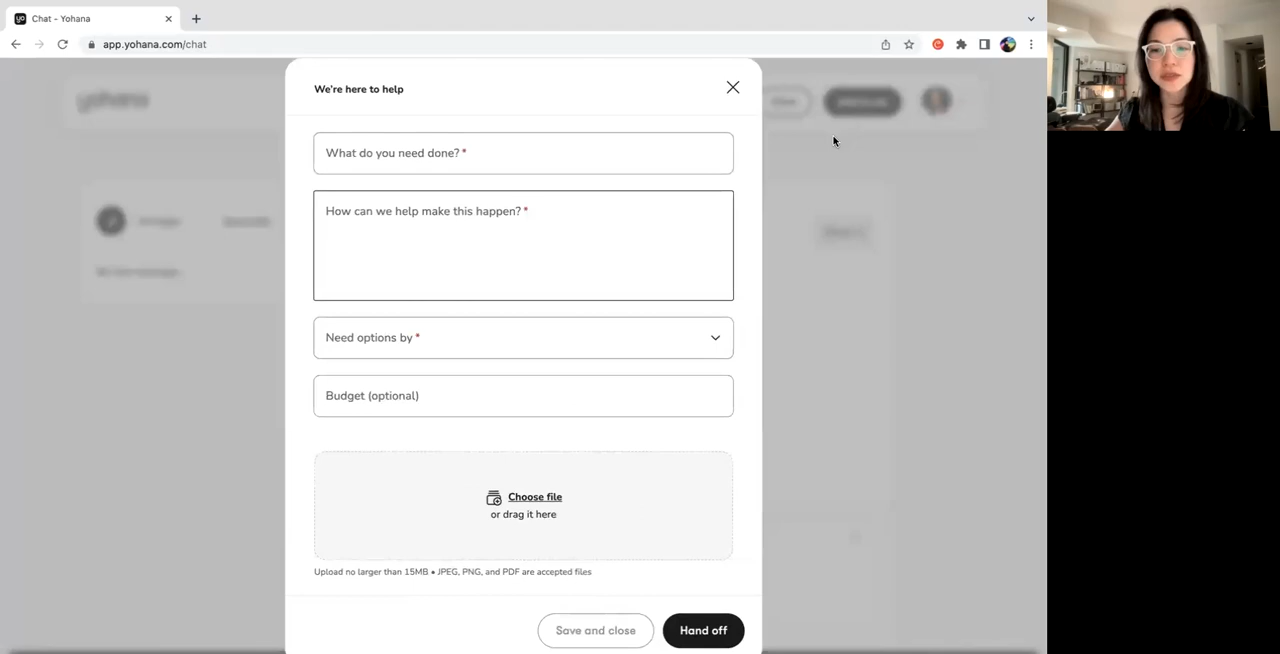 yo
Chat - Yohana
app.yohana.com/chat
yohana
We're here to help
What do you need done? *
How can we help make this happen? *
Need options by *
Budget (optional)
Choose file
or drag it here
Upload no larger than 15MB • JPEG, PNG, and PDF are accepted files
Save and close
Hand off